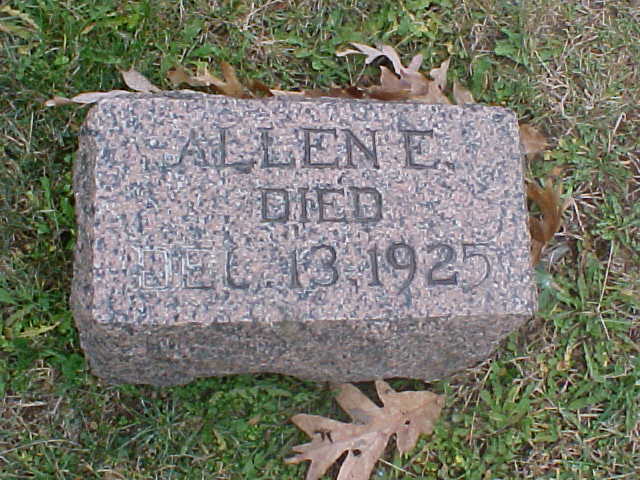 ALLEN E.
DIED
DEC. 13, 1925